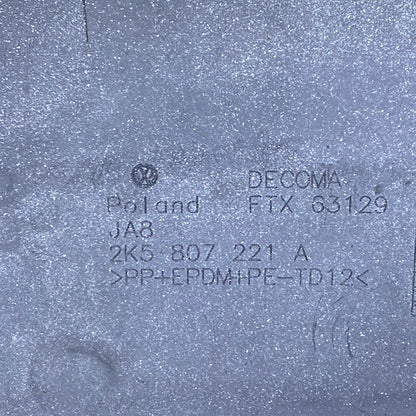 DECOMA
Poland FTX 63129
JA8
2K5 807 221 A
>PP+EPDM+PE-TD12<